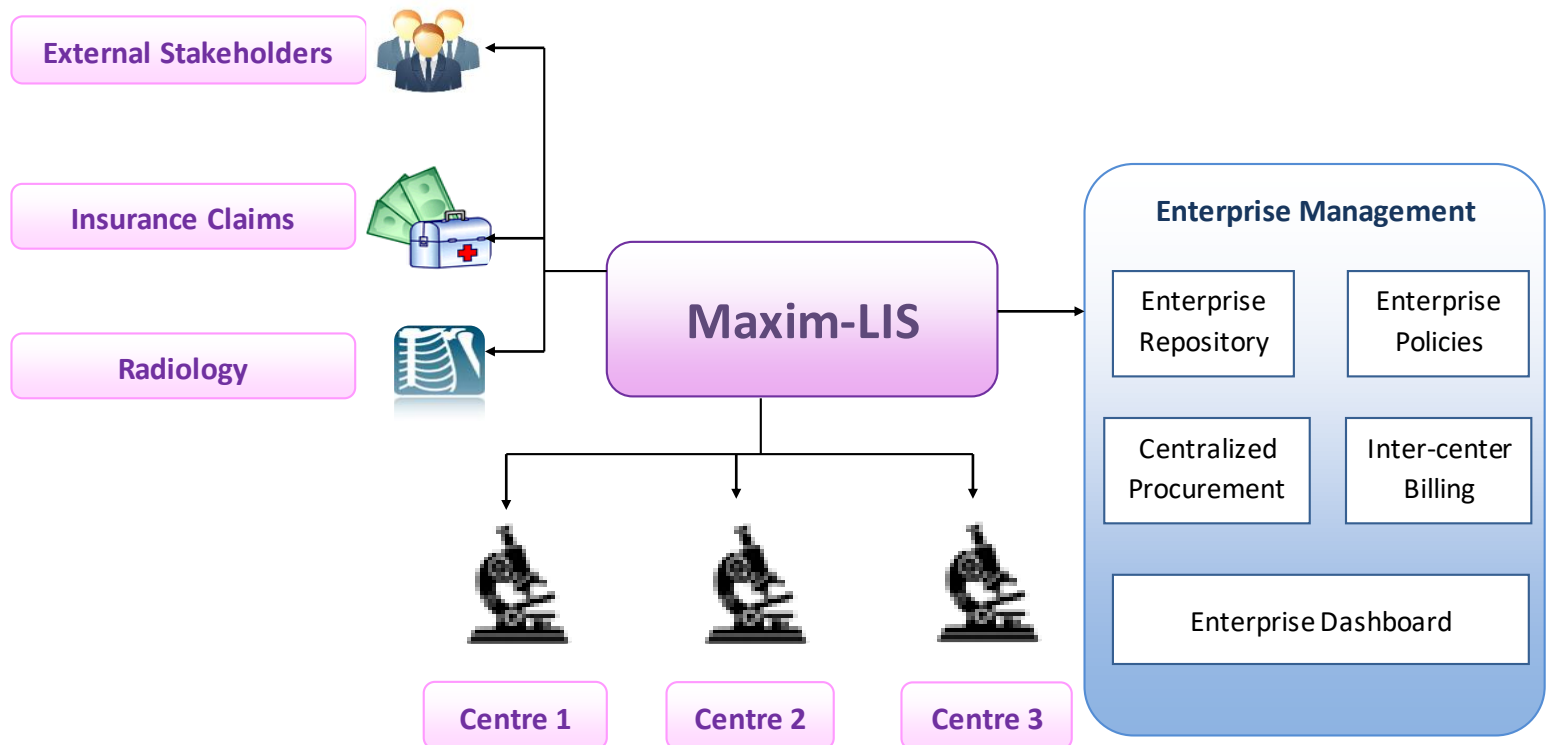 External Stakeholders
Insurance Claims
Radiology
Maxim-LIS
Centre 1
Centre 2
Centre 3
Enterprise Management
Enterprise
Repository
Enterprise
Policies
Centralized
Procurement
Inter-center
Billing
Enterprise Dashboard